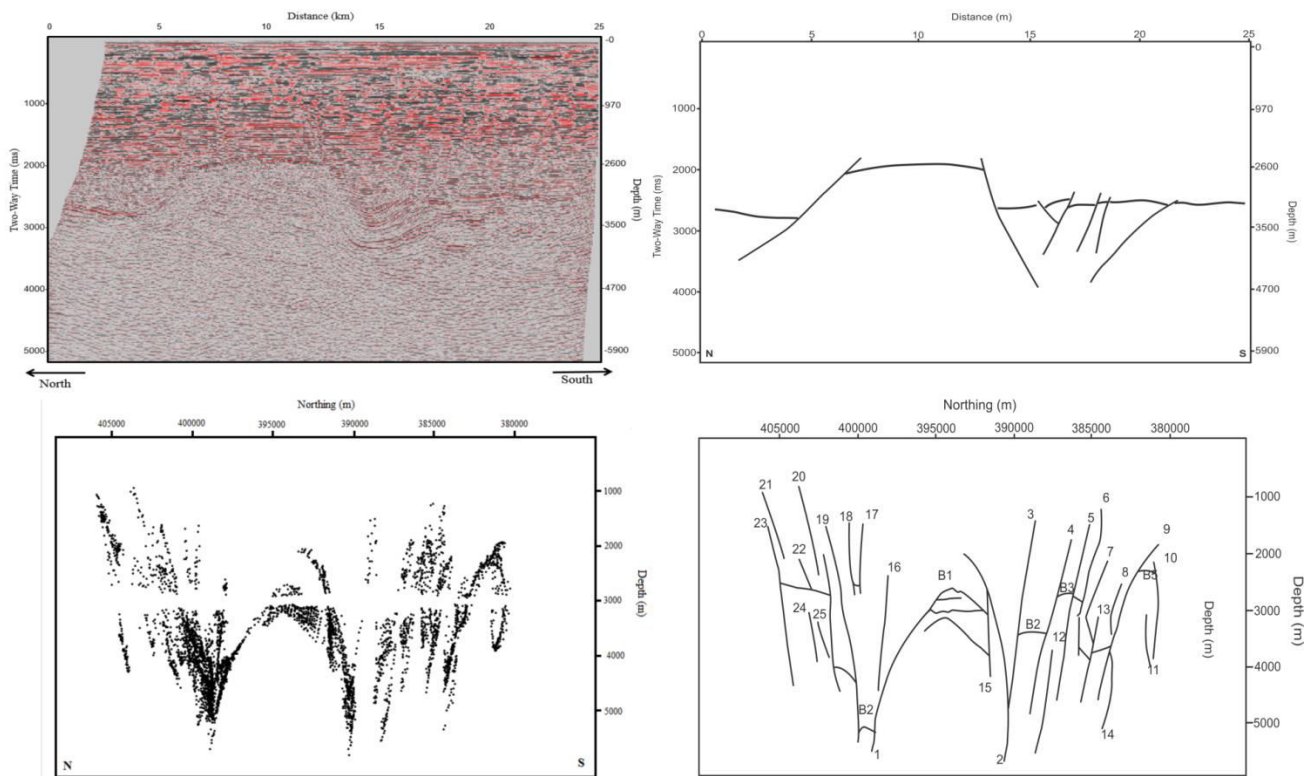 Distance (km)
0 5 10 15 20 25
Two-Way Time (ms)
1000
2000
3000
4000
5000
-0
970
-2600
-3500
-4700
-5900
Depth (m)
North
South
Distance (m)
0 5 10 15 20 25
Two-Way Time (ms)
1000
2000
3000
4000
5000
0
970
2600
3500
4700
5900
Depth (m)
N
S
Northing (m)
405000 400000 395000 390000 385000 380000
1000
2000
3000
4000
5000
Depth (m)
N
S
Northing (m)
405000 400000 395000 390000 385000 380000
1000
2000
3000
4000
5000
Depth (m)
Depth (m)
21 20
23 19 18 17
22
24 25
16
B1
B2
1
15
2
3
4 5 6
7
8
9
10
B3
B5
B2
12
13
11
14